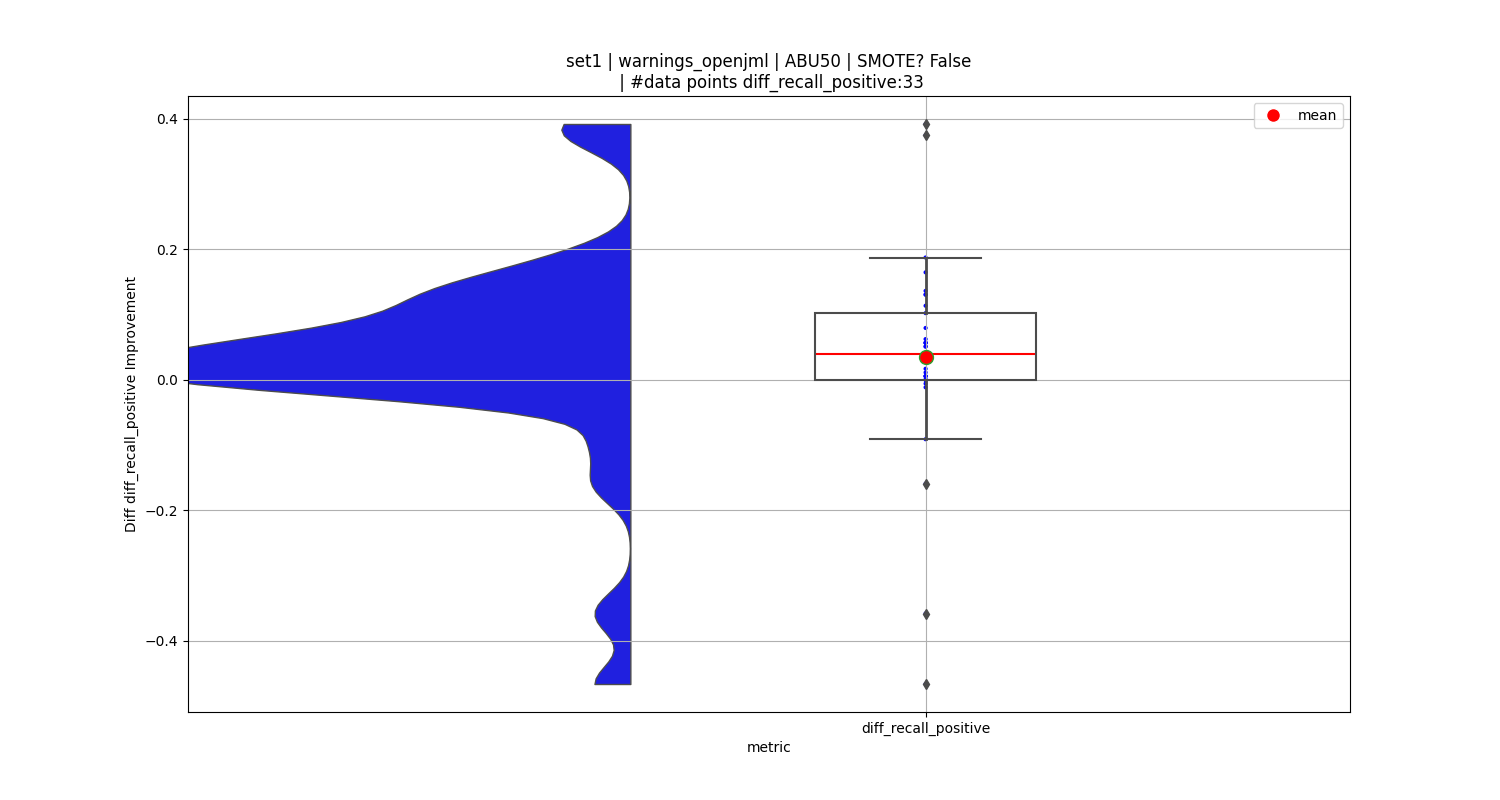 set1 | warnings_openjml | ABU50 | SMOTE? False
| #data points diff_recall_positive:33
mean
0.4
0.2
0.0
−0.2
−0.4
Diff diff_recall_positive Improvement
diff_recall_positive
metric